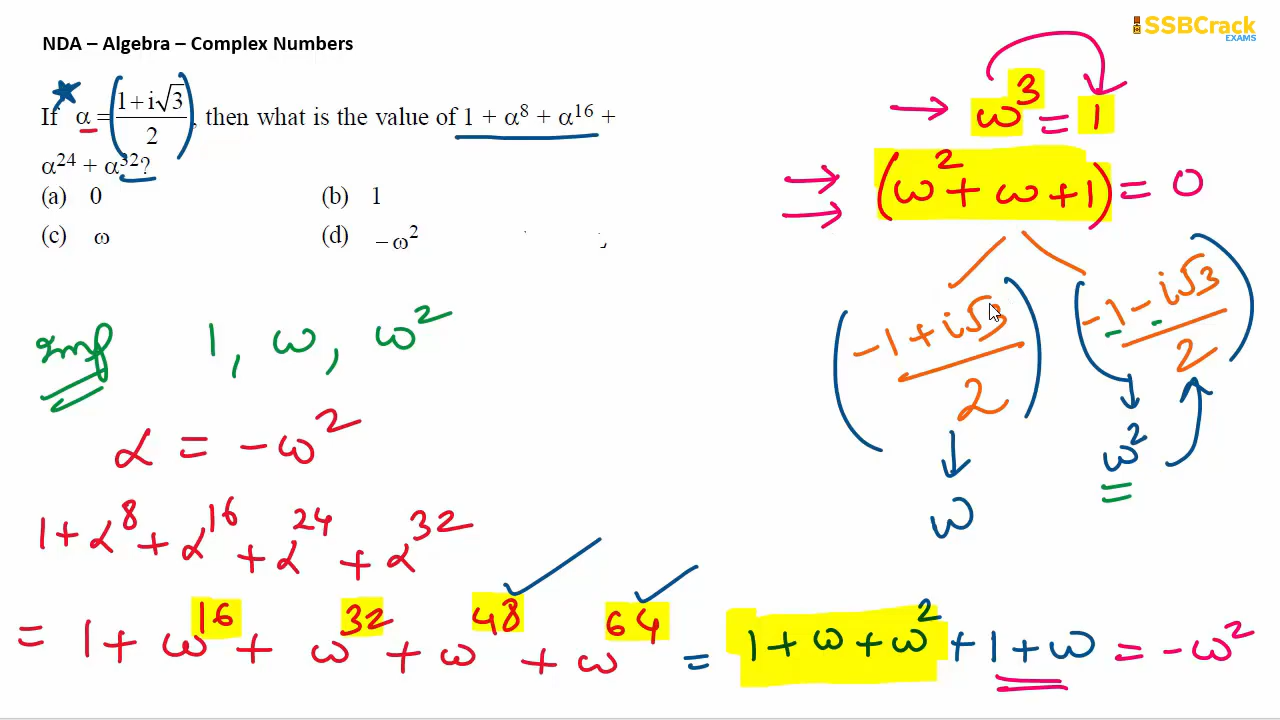 SSBCrack
EXAMS
NDA – Algebra – Complex Numbers
If α = (1+i√3)/2, then what is the value of 1 + α⁸ + α¹⁶ +
α²⁴ + α³²?
(a) 0 (b) 1
(c) ω (d) −ω²
→ ω³ = 1
(ω² + ω + 1) = 0
(-1+i√3)/2 (-1-i√3)/2
ω ω²
Imp 1, ω, ω²
α = -ω²
1+α⁸+α¹⁶+α²⁴+α³²
= 1+ω¹⁶+ω³²+ω⁴⁸+ω⁶⁴ = 1+ω+ω²+1+ω = -ω²